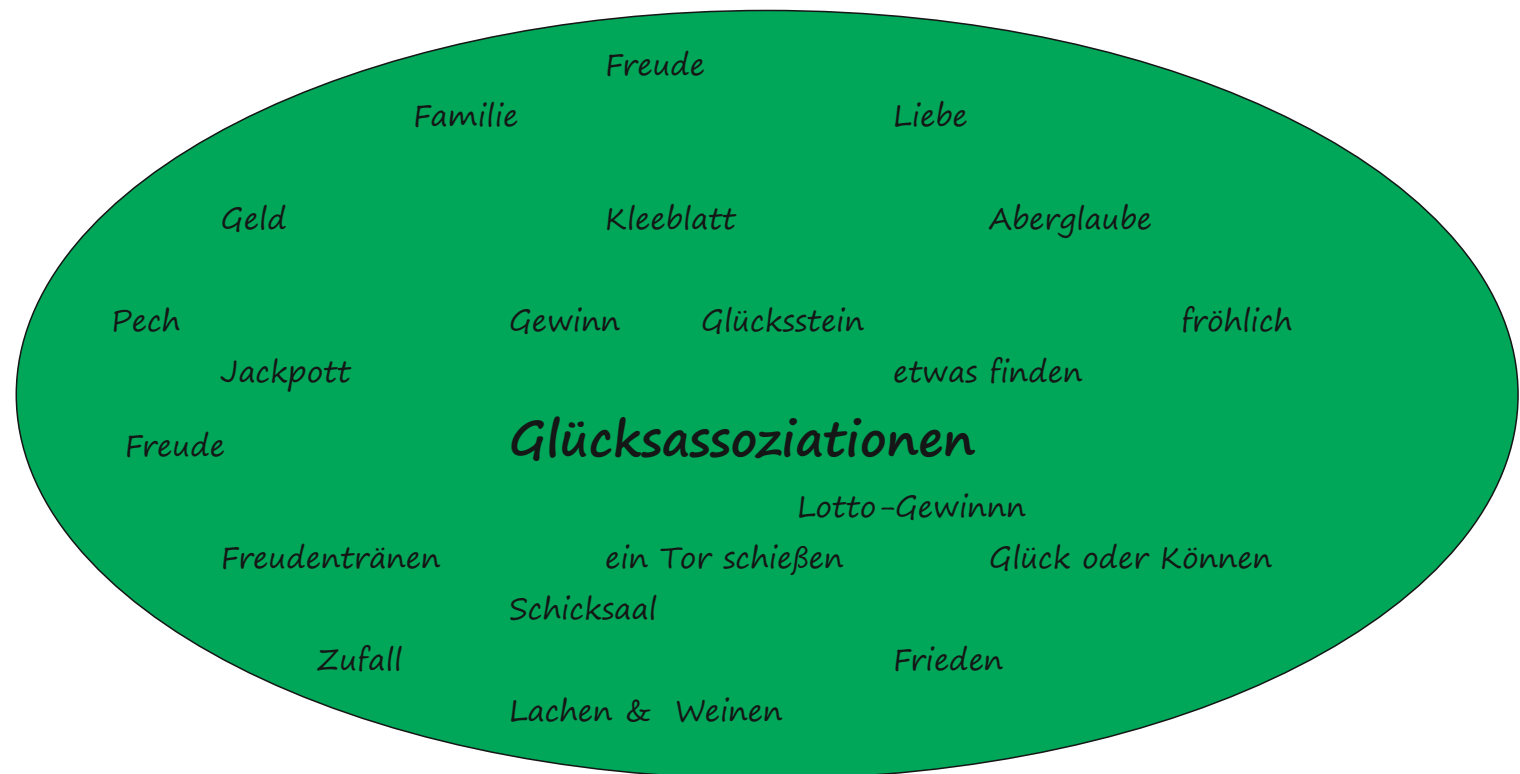 Freude
Familie Liebe
Geld Kleeblatt Aberglaube
Pech Gewinn Glücksstein fröhlich
Jackpott etwas finden
Freude Glücksassoziationen
Lotto-Gewinnn
Freudentränen ein Tor schießen Glück oder Können
Schicksaal
Zufall Frieden
Lachen & Weinen